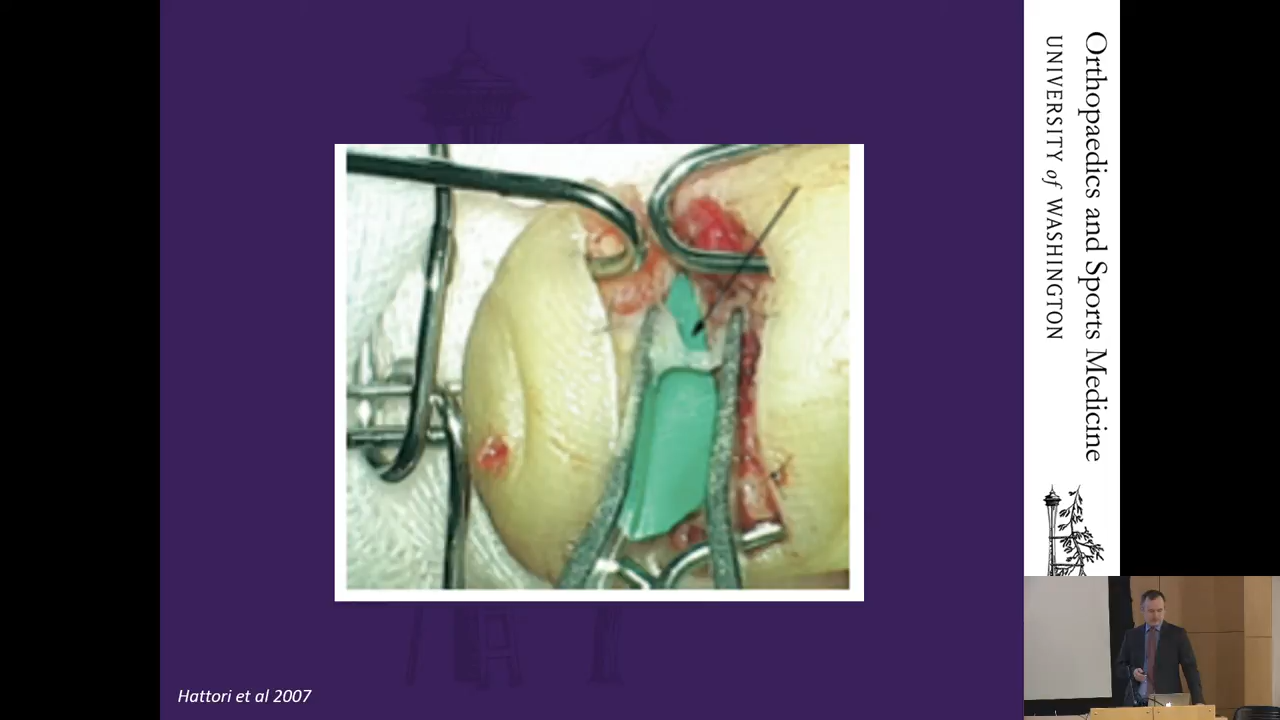 Orthopaedics and Sports Medicine
UNIVERSITY of WASHINGTON
Hattori et al 2007